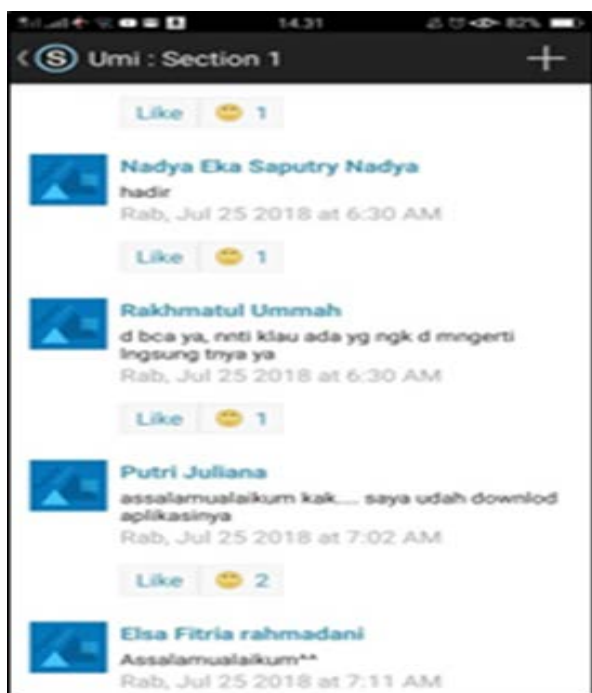 14.31 82%
S Umi : Section 1
Like 1
Nadya Eka Saputry Nadya
hadir
Rab, Jul 25 2018 at 6:30 AM
Like 1
Rakhmatul Ummah
d bca ya, nnti klau ada yg ngk d mngerti
lngsung tnya ya
Rab, Jul 25 2018 at 6:30 AM
Like 1
Putri Juliana
assalamualaikum kak.... saya udah downlod
aplikasinya
Rab, Jul 25 2018 at 7:02 AM
Like 2
Elsa Fitria rahmadani
Assalamualaikum^^
Rab, Jul 25 2018 at 7:11 AM